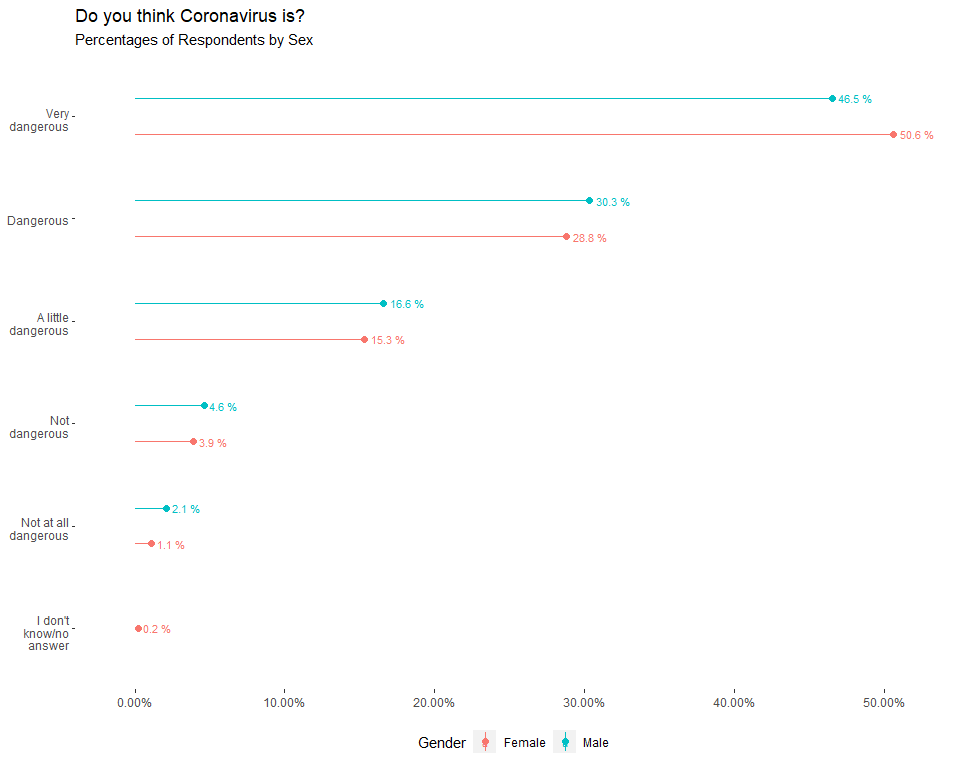 Do you think Coronavirus is?
Percentages of Respondents by Sex
Very
dangerous
46.5 %
50.6 %
Dangerous
30.3 %
28.8 %
A little
dangerous
16.6 %
15.3 %
Not
dangerous
4.6 %
3.9 %
Not at all
dangerous
2.1 %
1.1 %
I don't
know/no
answer
0.2 %
0.00% 10.00% 20.00% 30.00% 40.00% 50.00%
Gender Female Male